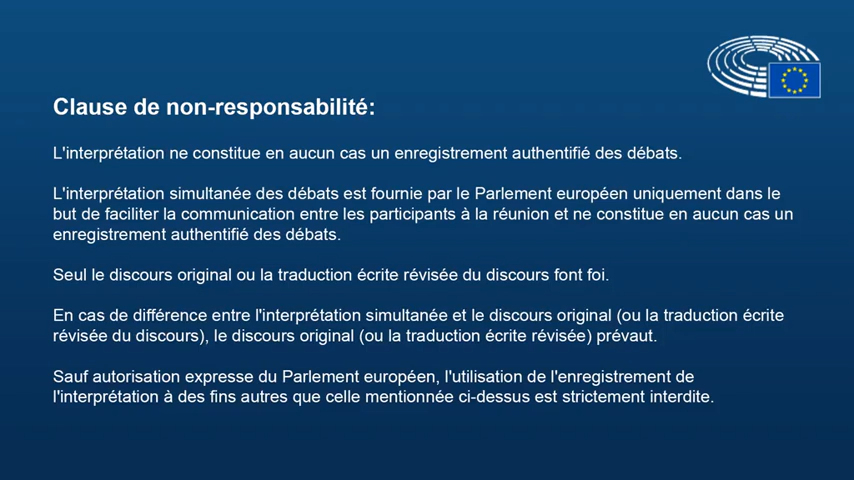 Clause de non-responsabilité:
L'interprétation ne constitue en aucun cas un enregistrement authentifié des débats.
L'interprétation simultanée des débats est fournie par le Parlement européen uniquement dans le
but de faciliter la communication entre les participants à la réunion et ne constitue en aucun cas un
enregistrement authentifié des débats.
Seul le discours original ou la traduction écrite révisée du discours font foi.
En cas de différence entre l'interprétation simultanée et le discours original (ou la traduction écrite
révisée du discours), le discours original (ou la traduction écrite révisée) prévaut.
Sauf autorisation expresse du Parlement européen, l'utilisation de l'enregistrement de
l'interprétation à des fins autres que celle mentionnée ci-dessus est strictement interdite.